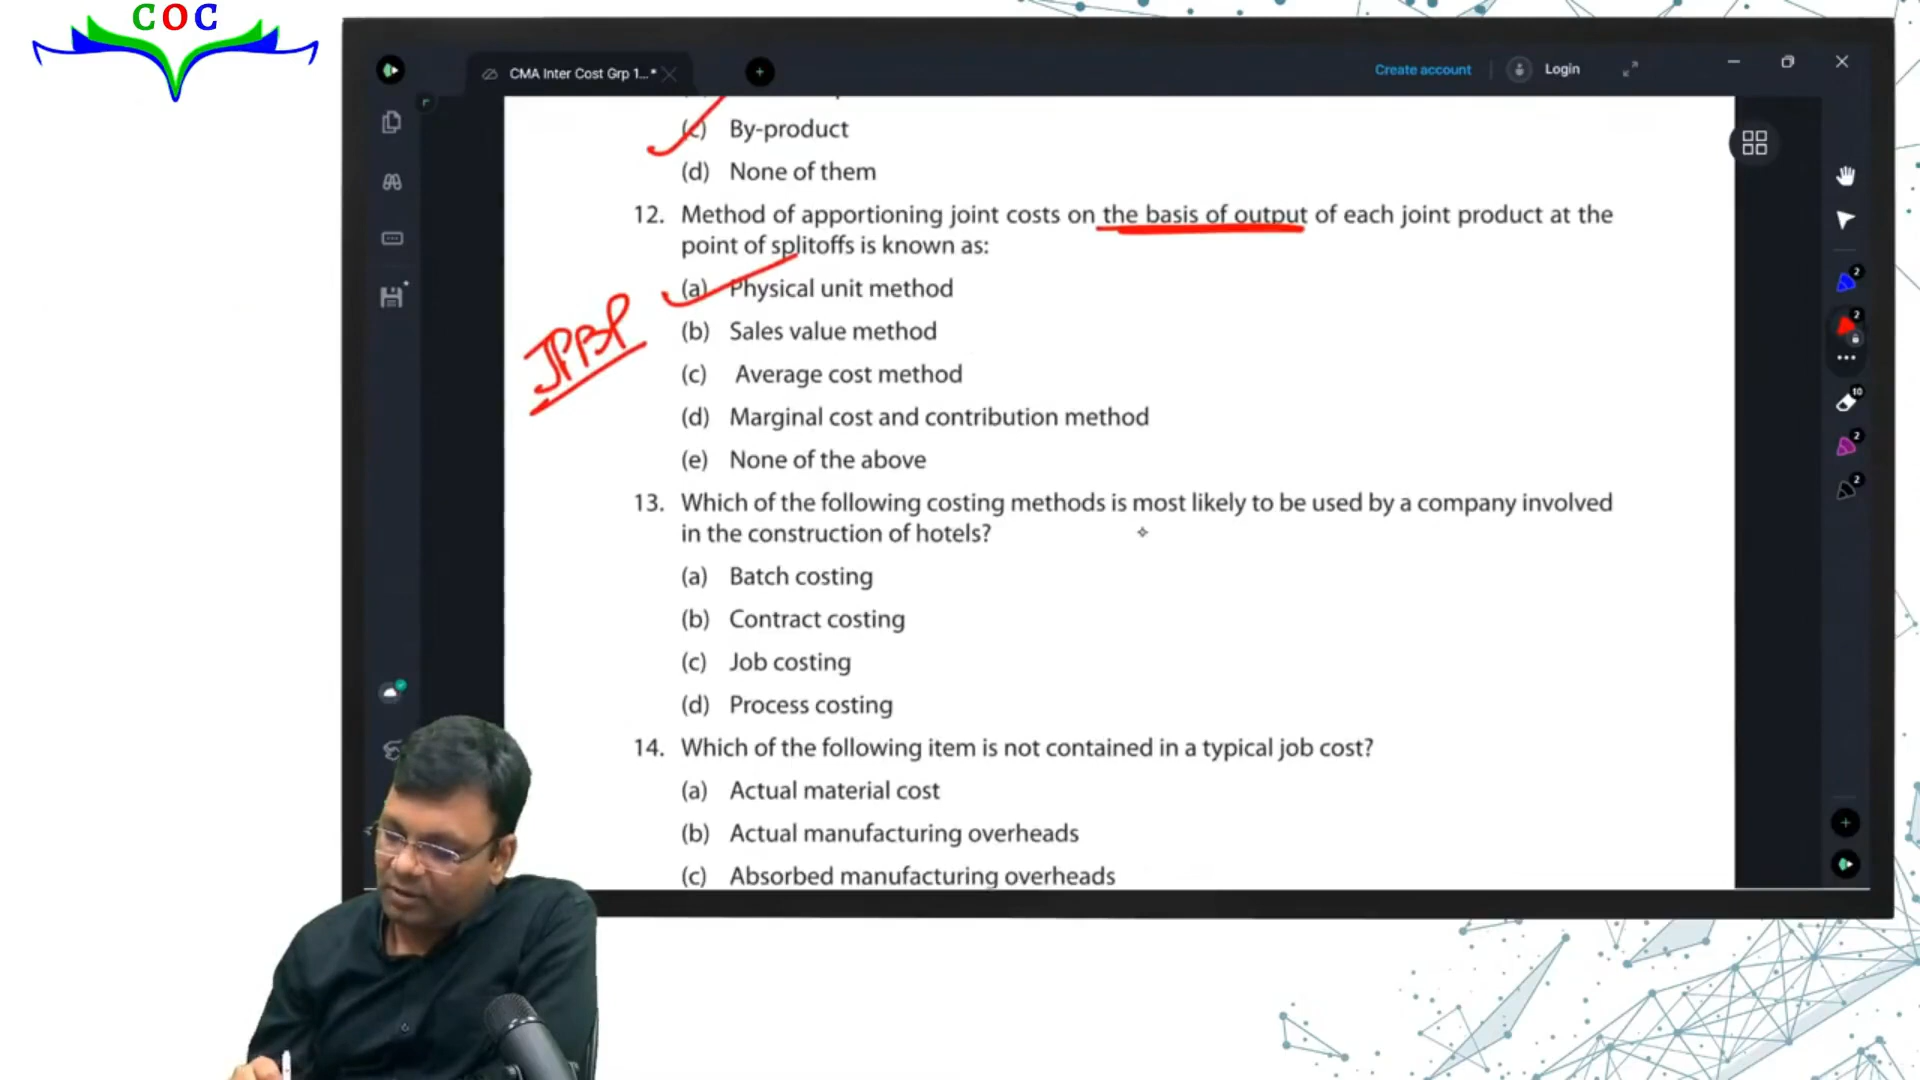 COC
CMA Inter Cost Grp 1...*
Create account
Login
(c) By-product
(d) None of them
12. Method of apportioning joint costs on the basis of output of each joint product at the
point of splitoffs is known as:
(a) Physical unit method
(b) Sales value method
(c) Average cost method
(d) Marginal cost and contribution method
(e) None of the above
JPBP
13. Which of the following costing methods is most likely to be used by a company involved
in the construction of hotels?
(a) Batch costing
(b) Contract costing
(c) Job costing
(d) Process costing
14. Which of the following item is not contained in a typical job cost?
(a) Actual material cost
(b) Actual manufacturing overheads
(c) Absorbed manufacturing overheads
2
2
10
2
2